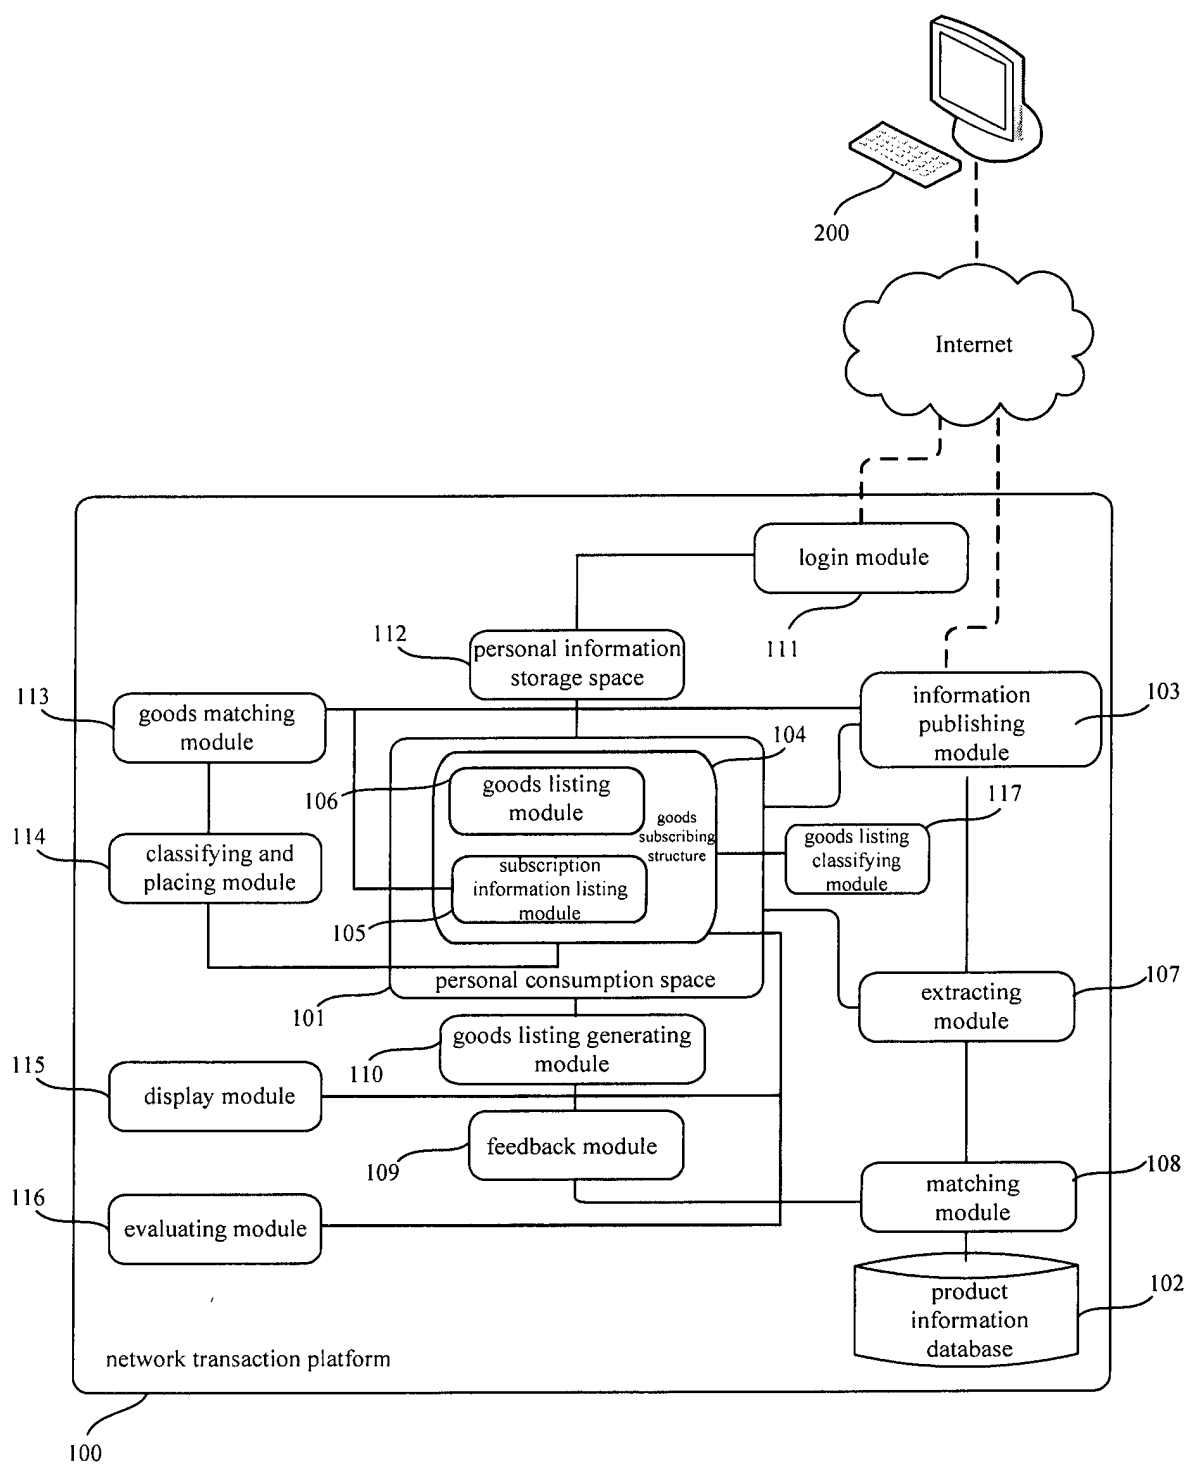 200
Internet
login module
111
112
personal information
storage space
113
goods matching
module
information
publishing
module
103
104
106
goods listing
module
goods
subscribing
structure
117
goods listing
classifying
module
114
classifying and
placing module
subscription
information listing
module
105
personal consumption space
101
extracting
module
107
goods listing generating
module
110
115
display module
feedback module
109
matching
module
108
116
evaluating module
product
information
database
102
network transaction platform
100